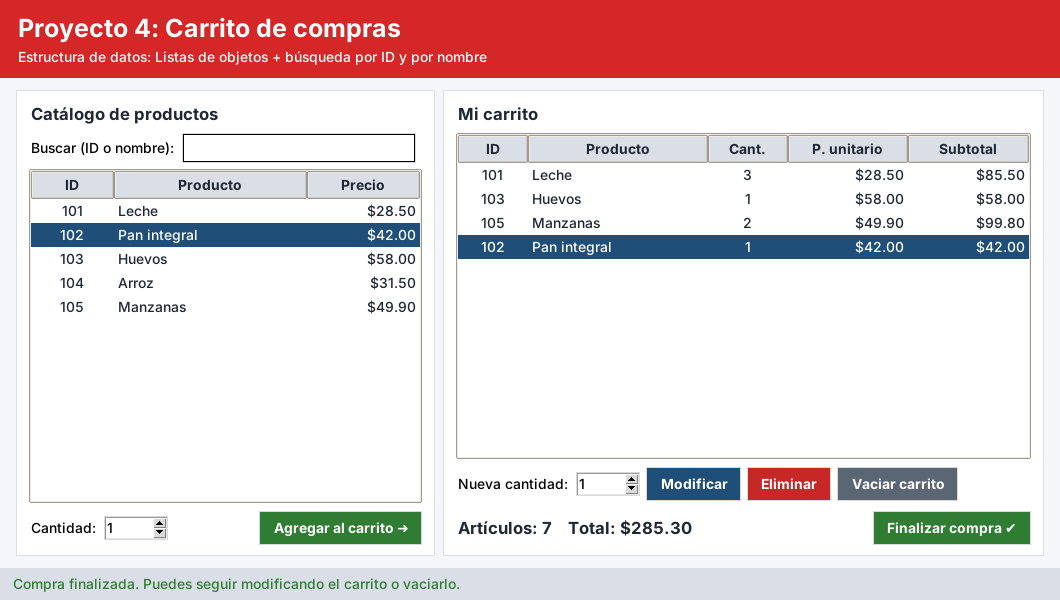 Proyecto 4: Carrito de compras
Estructura de datos: Listas de objetos + búsqueda por ID y por nombre
Catálogo de productos
Buscar (ID o nombre):
ID Producto Precio
101 Leche $28.50
102 Pan integral $42.00
103 Huevos $58.00
104 Arroz $31.50
105 Manzanas $49.90
Cantidad: 1 Agregar al carrito ➜
Mi carrito
ID Producto Cant. P. unitario Subtotal
101 Leche 3 $28.50 $85.50
103 Huevos 1 $58.00 $58.00
105 Manzanas 2 $49.90 $99.80
102 Pan integral 1 $42.00 $42.00
Nueva cantidad: 1 Modificar Eliminar Vaciar carrito
Artículos: 7 Total: $285.30 Finalizar compra ✔
Compra finalizada. Puedes seguir modificando el carrito o vaciarlo.